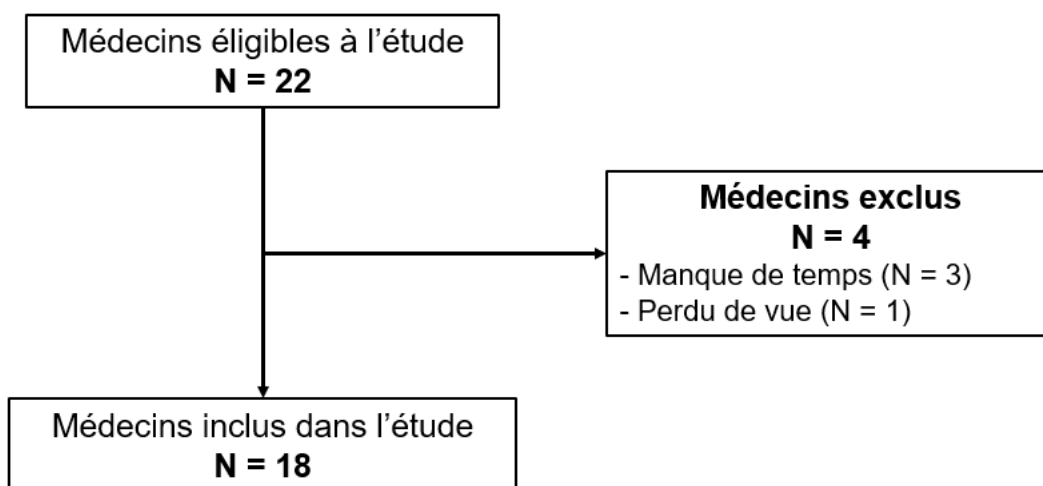 Médecins éligibles à l’étude
N = 22
Médecins exclus
N = 4
- Manque de temps (N = 3)
- Perdu de vue (N = 1)
Médecins inclus dans l’étude
N = 18